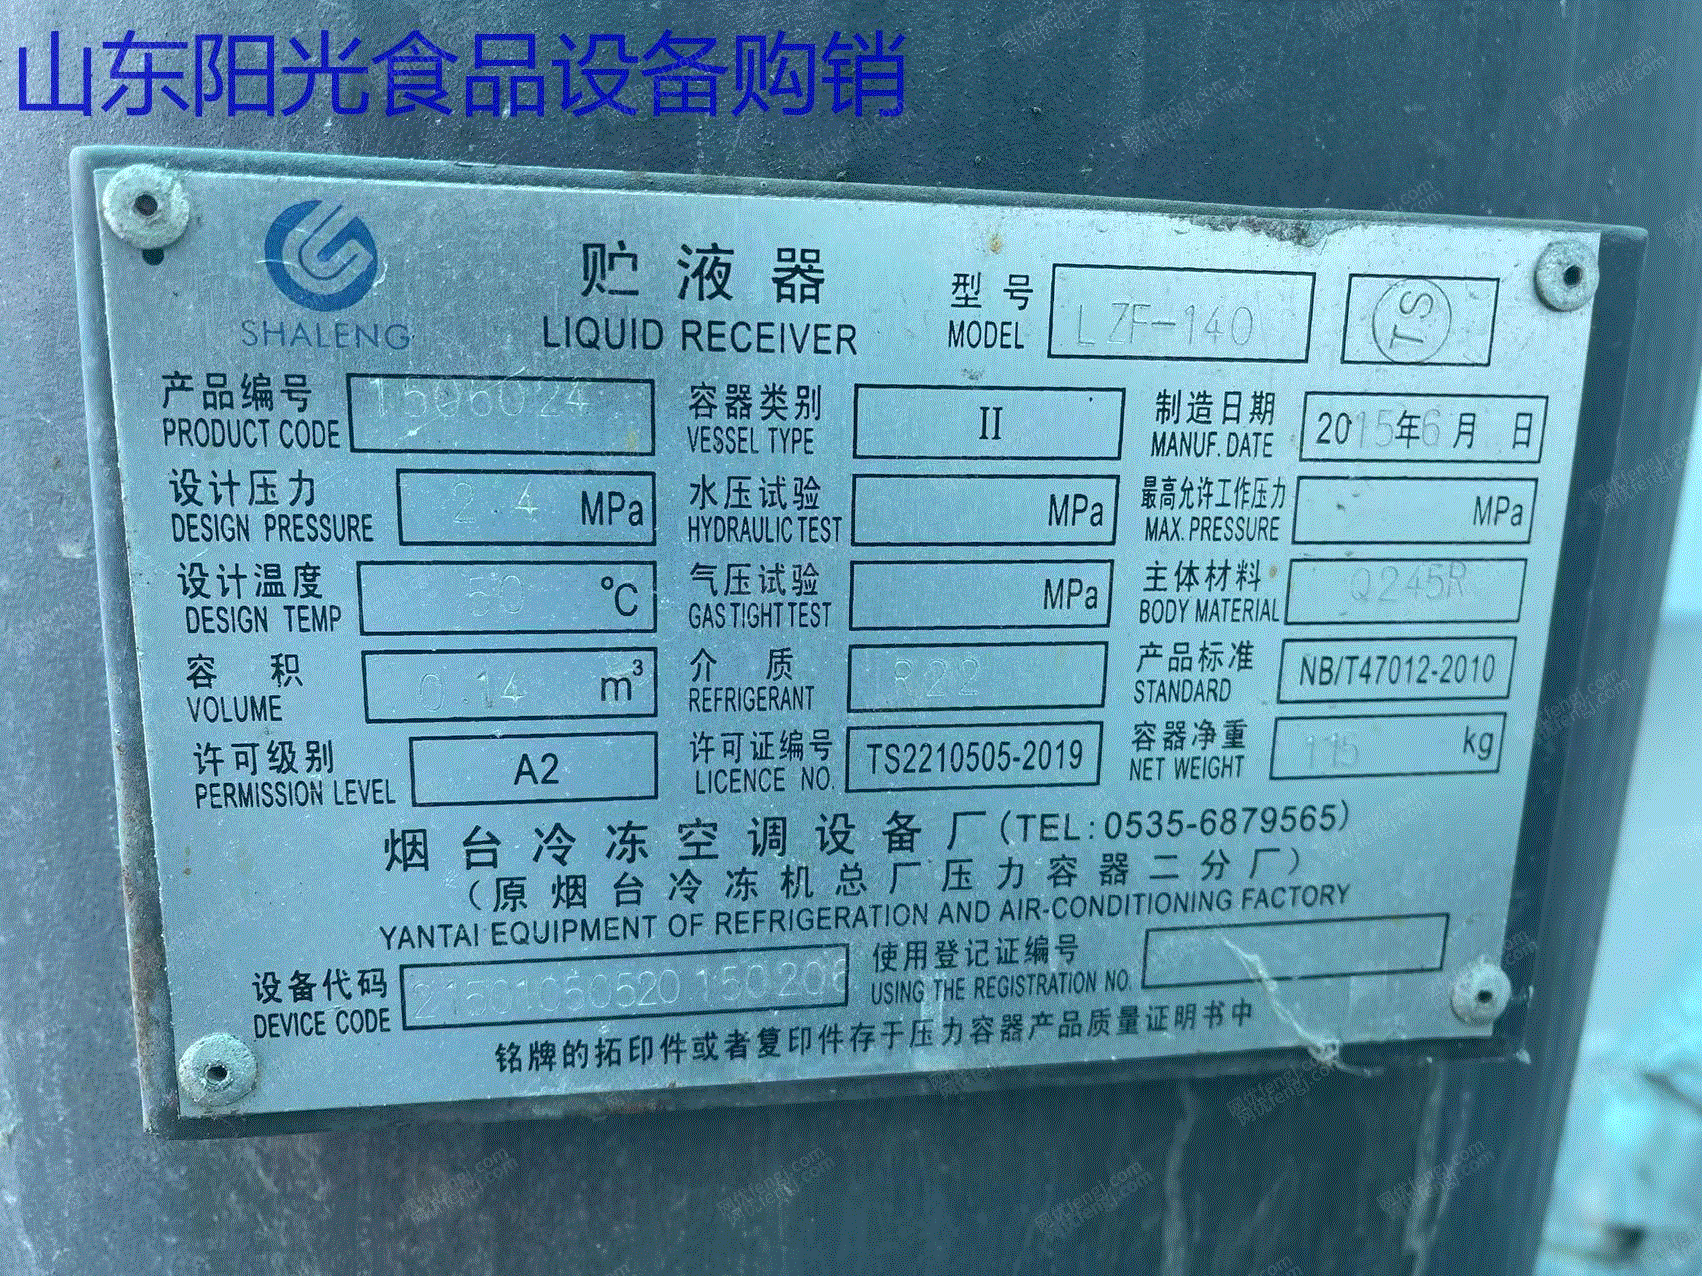 山东阳光食品设备购销
SHALENG
贮液器
LIQUID RECEIVER
型号
MODEL
LZF-140
TS
产品编号
PRODUCT CODE
1506024
容器类别
VESSEL TYPE
II
制造日期
MANUF. DATE
2015年6月 日
设计压力
DESIGN PRESSURE
2.4 MPa
水压试验
HYDRAULIC TEST
MPa
最高允许工作压力
MAX. PRESSURE
MPa
设计温度
DESIGN TEMP
50 ℃
气压试验
GASTIGHT TEST
MPa
主体材料
BODY MATERIAL
Q245R
容积
VOLUME
0.14 m³
介质
REFRIGERANT
R22
产品标准
STANDARD
NB/T47012-2010
许可级别
PERMISSION LEVEL
A2
许可证编号
LICENCE NO.
TS2210505-2019
容器净重
NET WEIGHT
115 kg
烟台冷冻空调设备厂(TEL:0535-6879565)
(原烟台冷冻机总厂压力容器二分厂)
YANTAI EQUIPMENT OF REFRIGERATION AND AIR-CONDITIONING FACTORY
设备代码
DEVICE CODE
使用登记证编号
USING THE REGISTRATION NO.
铭牌的拓印件或者复印件存于压力容器产品质量证明书中